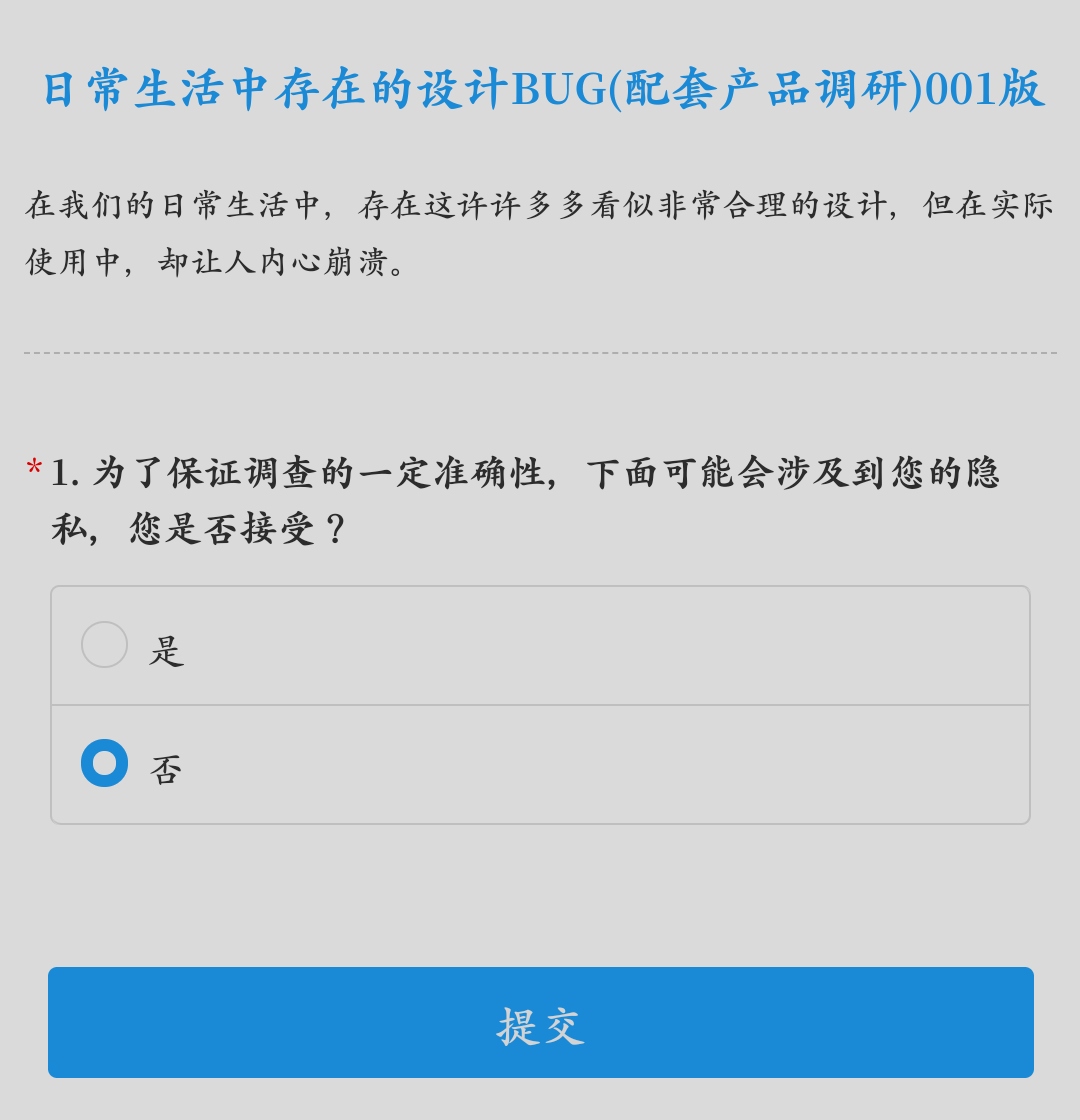 日常生活中存在的设计BUG(配套产品调研)001版
在我们的日常生活中，存在这许许多多看似非常合理的设计，但在实际
使用中，却让人内心崩溃。
*1. 为了保证调查的一定准确性，下面可能会涉及到您的隐
私，您是否接受？
是
否
提交